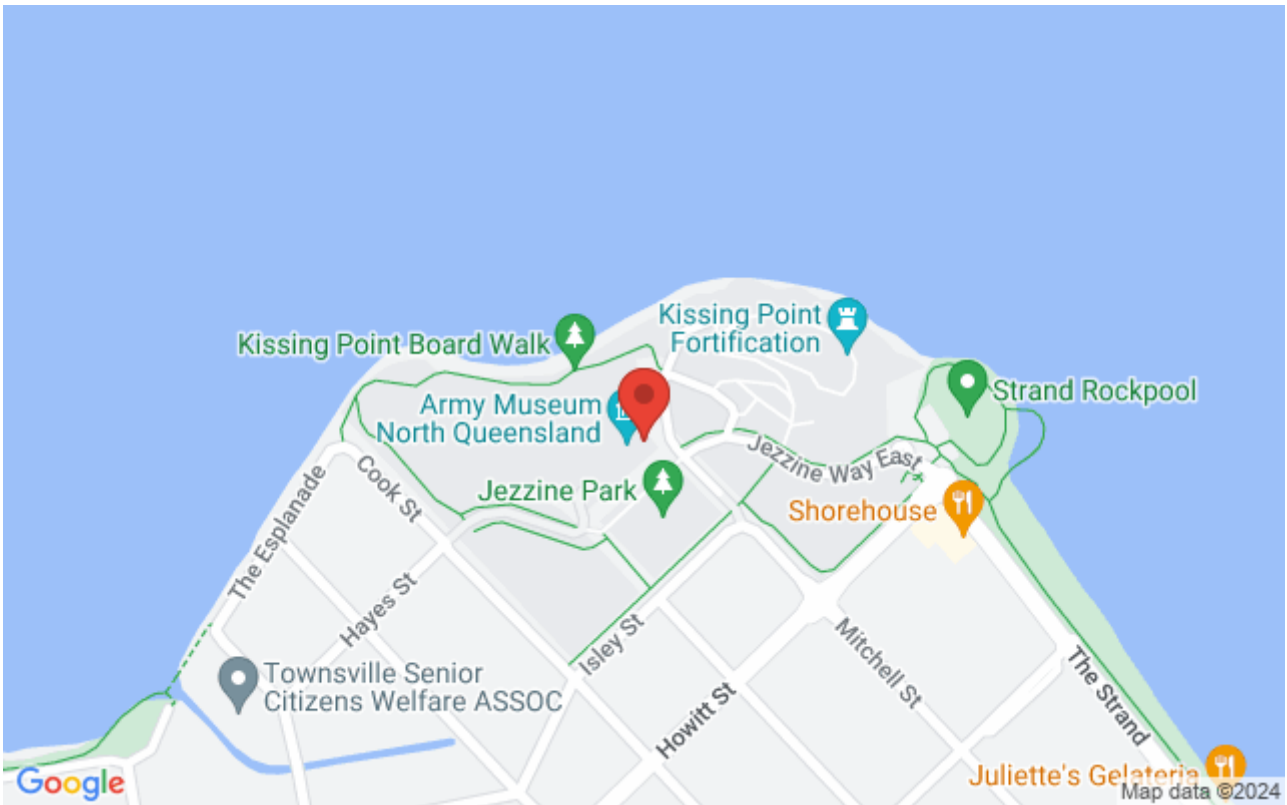 Kissing Point
Fortification
Kissing Point Board Walk
Strand Rockpool
Army Museum
North Queensland
Jezzine Way East
Cook St
Jezzine Park
Shorehouse
The Esplanade
Hayes St
Isley St
Mitchell St
Townsville Senior
Citizens Welfare ASSOC
The Strand
Howitt St
Juliette's Gelateria
Google
Map data ©2024